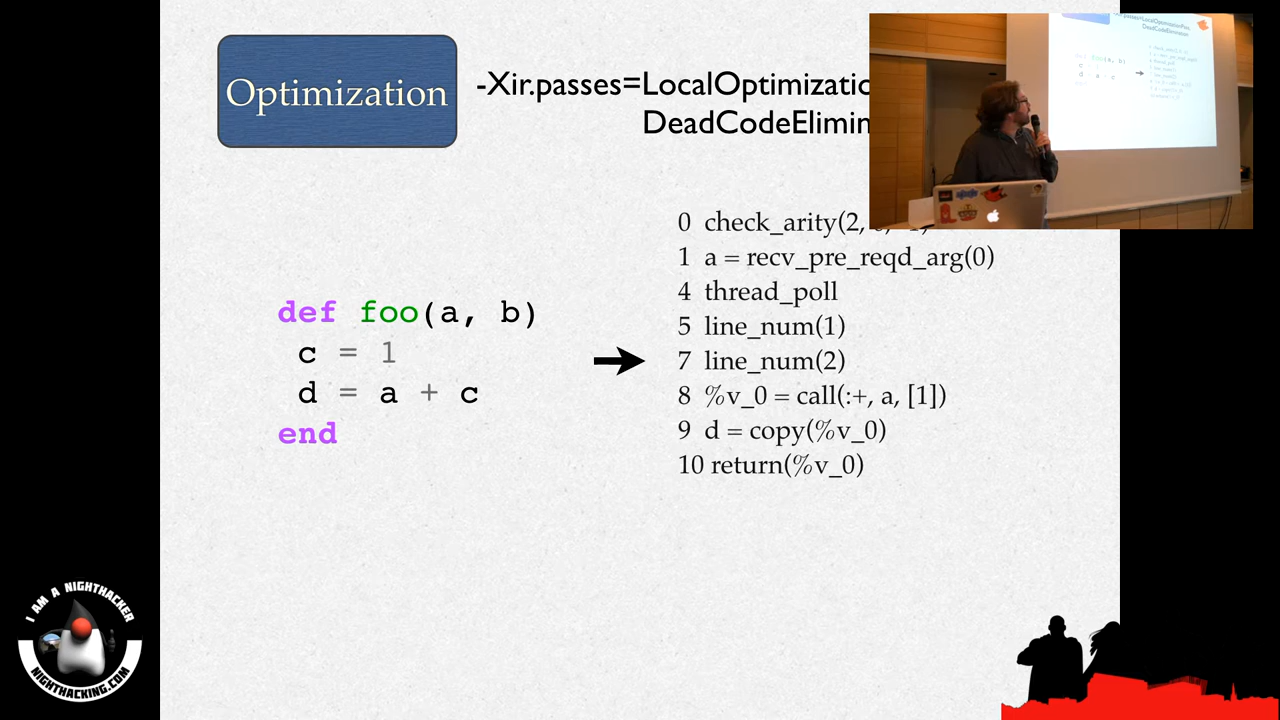 Optimization
-Xir.passes=LocalOptimizatio
DeadCodeElimin
def foo(a, b)
c = 1
d = a + c
end
0 check_arity(2,
1 a = recv_pre_reqd_arg(0)
4 thread_poll
5 line_num(1)
7 line_num(2)
8 %v_0 = call(:+, a, [1])
9 d = copy(%v_0)
10 return(%v_0)
I AM A NIGHTHACKER
NIGHTHACKING.COM